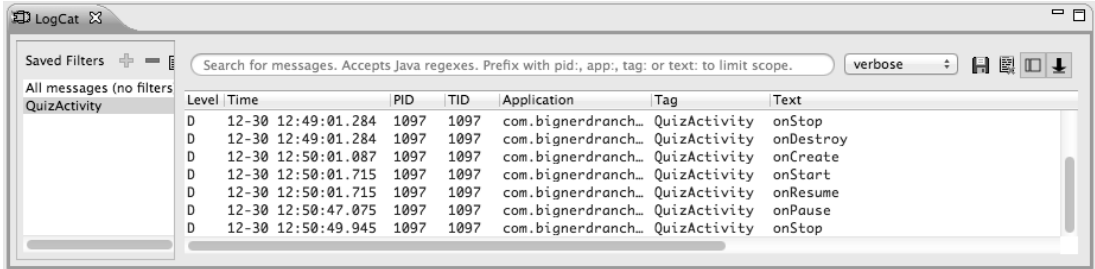 LogCat
Saved Filters
All messages (no filters
QuizActivity
Search for messages. Accepts Java regexes. Prefix with pid:, app:, tag: or text: to limit scope.
verbose
Level Time PID TID Application Tag Text
D 12-30 12:49:01.284 1097 1097 com.bignerdranch… QuizActivity onStop
D 12-30 12:49:01.284 1097 1097 com.bignerdranch… QuizActivity onDestroy
D 12-30 12:50:01.087 1097 1097 com.bignerdranch… QuizActivity onCreate
D 12-30 12:50:01.715 1097 1097 com.bignerdranch… QuizActivity onStart
D 12-30 12:50:01.715 1097 1097 com.bignerdranch… QuizActivity onResume
D 12-30 12:50:47.075 1097 1097 com.bignerdranch… QuizActivity onPause
D 12-30 12:50:49.945 1097 1097 com.bignerdranch… QuizActivity onStop